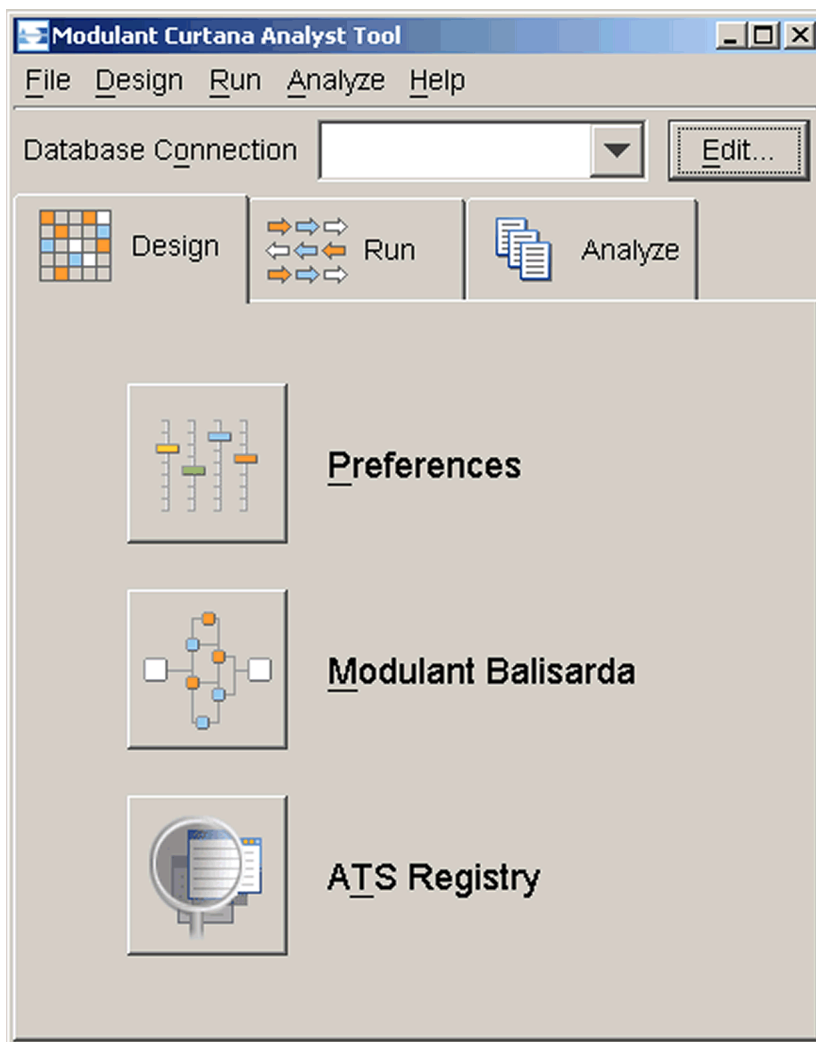 Modulant Curtana Analyst Tool
File Design Run Analyze Help
Database Connection Edit...
Design Run Analyze
Preferences
Modulant Balisarda
ATS Registry